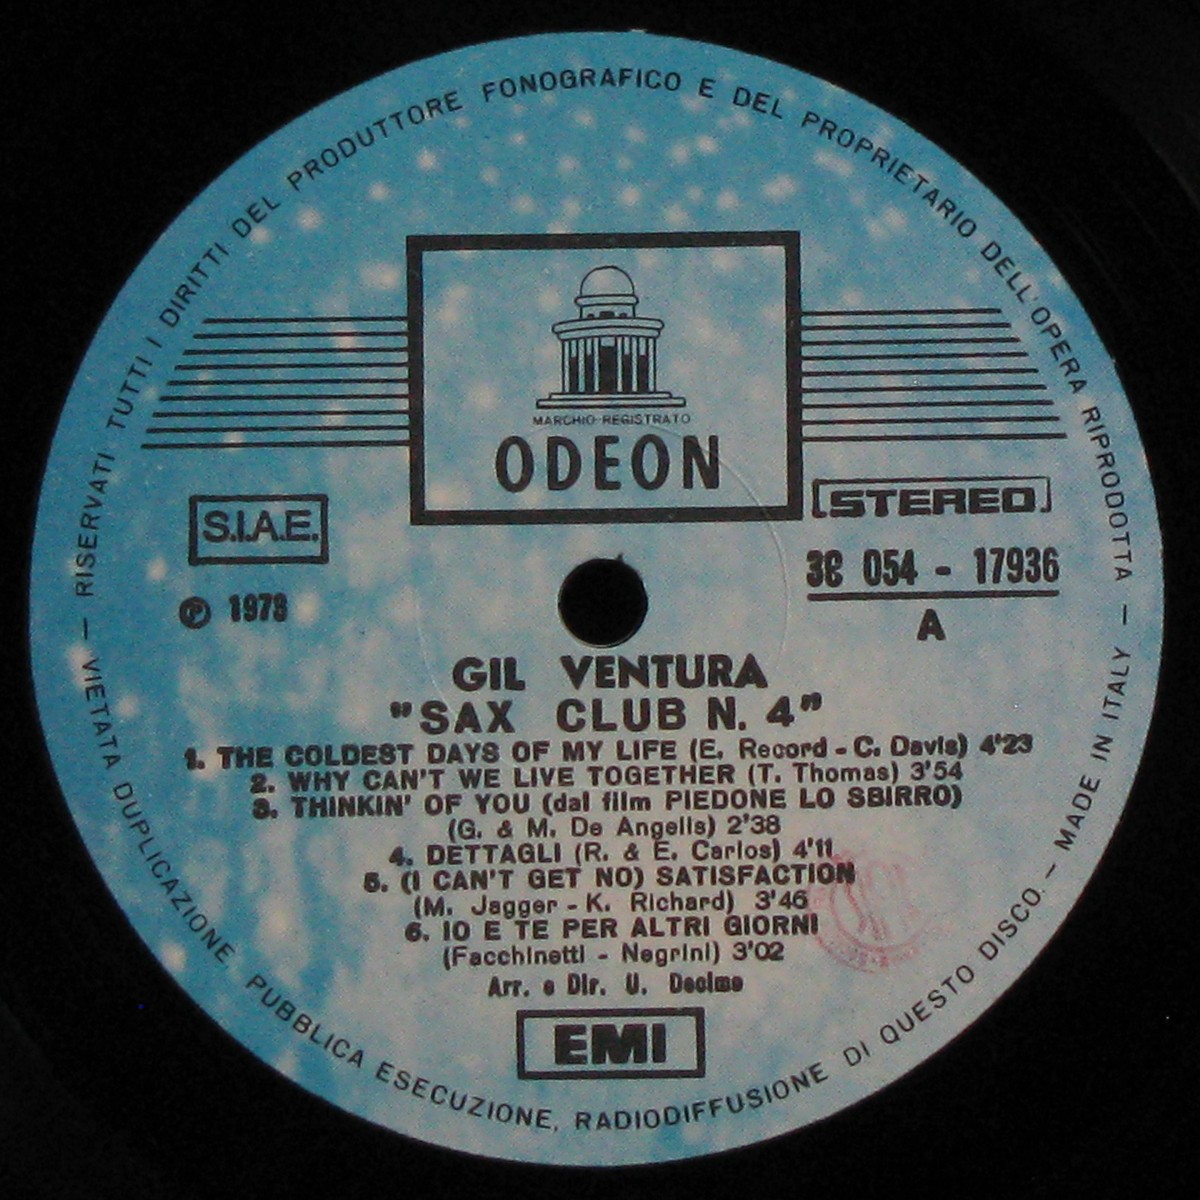 RISERVATI TUTTI I DIRITTI DEL PRODUTTORE FONOGRAFICO E DEL PROPRIETARIO DELL'OPERA RIPRODOTTA —
VIETATA DUPLICAZIONE PUBBLICA ESECUZIONE, RADIODIFFUSIONE DI QUESTO DISCO. — MADE IN ITALY —
MARCHIO REGISTRATO
ODEON
S.I.A.E.
STEREO
℗ 1973
3C 054 - 17936
A
GIL VENTURA
"SAX CLUB N. 4"
1. THE COLDEST DAYS OF MY LIFE (E. Record - C. Davis) 4'23
2. WHY CAN'T WE LIVE TOGETHER (T. Thomas) 3'54
3. THINKIN' OF YOU (dal film PIEDONE LO SBIRRO)
(G. & M. De Angelis) 2'38
4. DETTAGLI (R. & E. Carlos) 4'11
5. (I CAN'T GET NO) SATISFACTION
(M. Jagger - K. Richard) 3'46
6. IO E TE PER ALTRI GIORNI
(Facchinetti - Negrini) 3'02
Arr. e Dir. U. Decimo
EMI